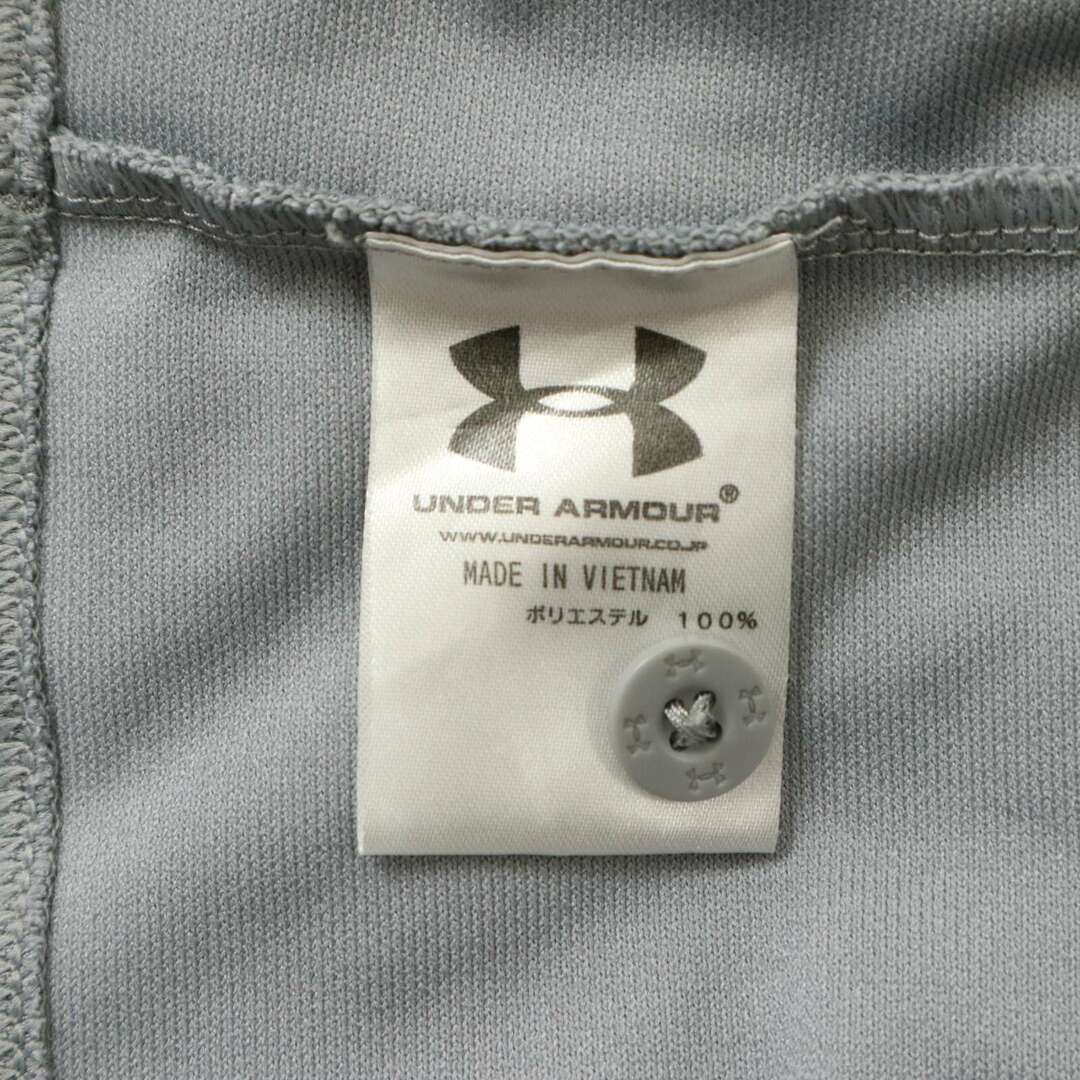 UNDER ARMOUR®
WWW.UNDERARMOUR.CO.JP
MADE IN VIETNAM
ポリエステル 100%